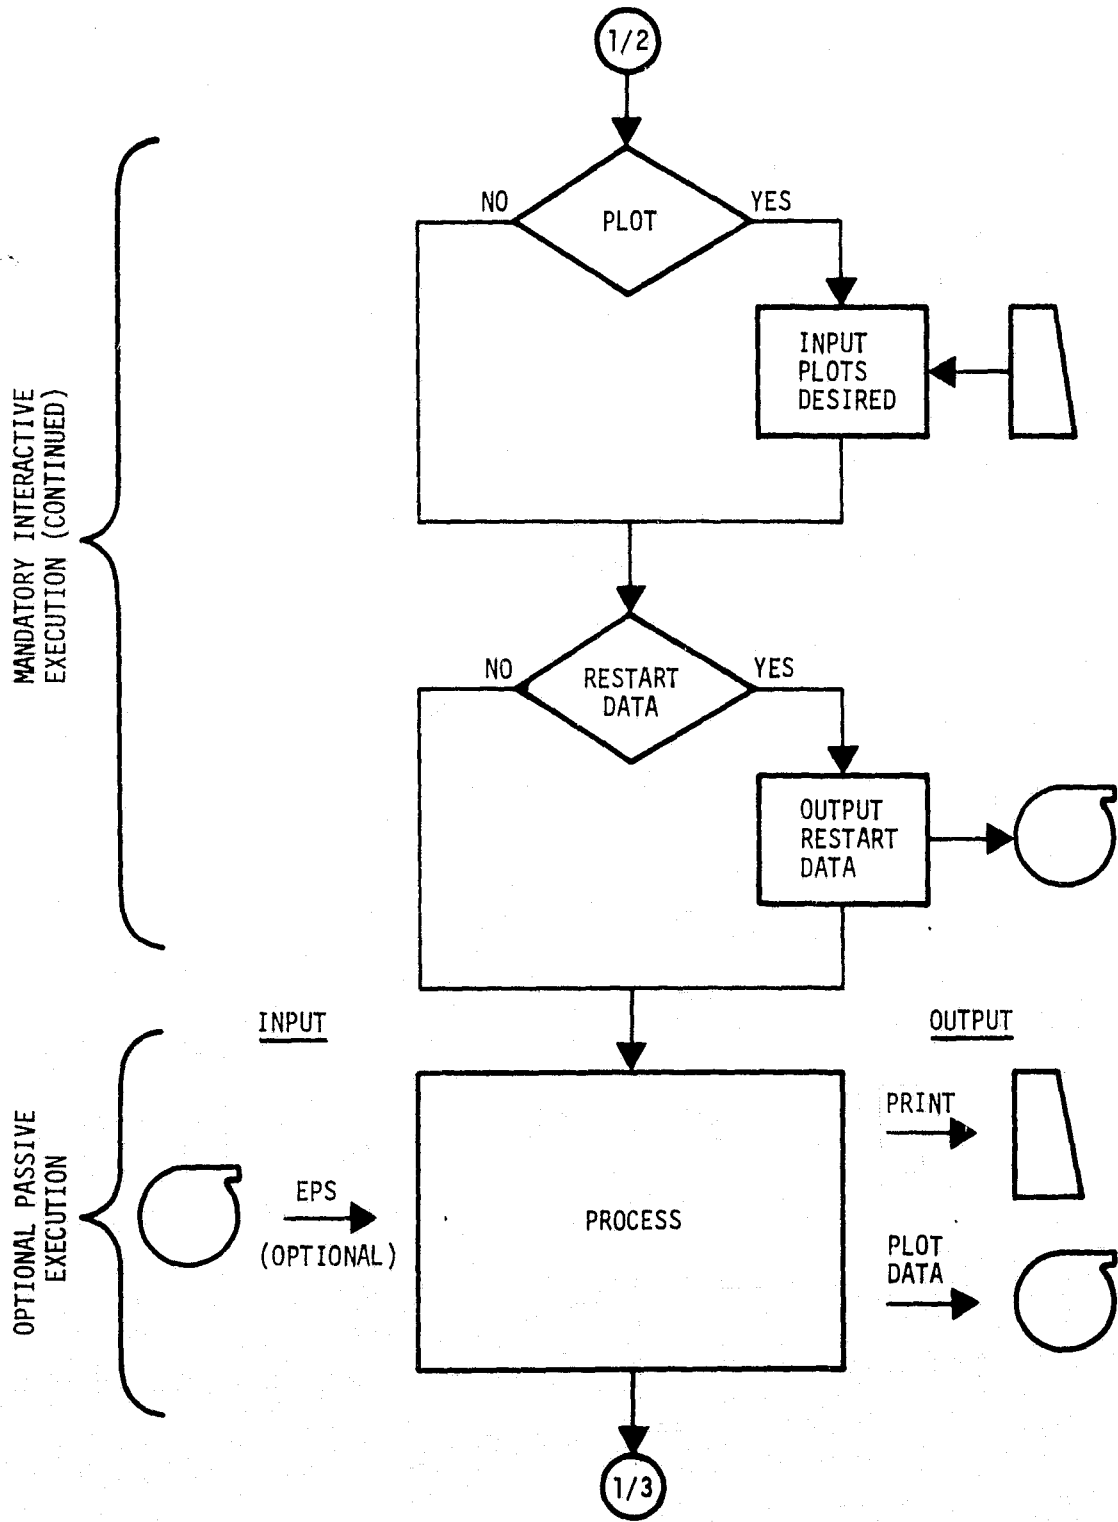 1/2
NO
YES
PLOT
INPUT
PLOTS
DESIRED
MANDATORY INTERACTIVE
EXECUTION (CONTINUED)
NO
YES
RESTART
DATA
OUTPUT
RESTART
DATA
INPUT
OUTPUT
OPTIONAL PASSIVE
EXECUTION
EPS
(OPTIONAL)
PROCESS
PRINT
PLOT
DATA
1/3